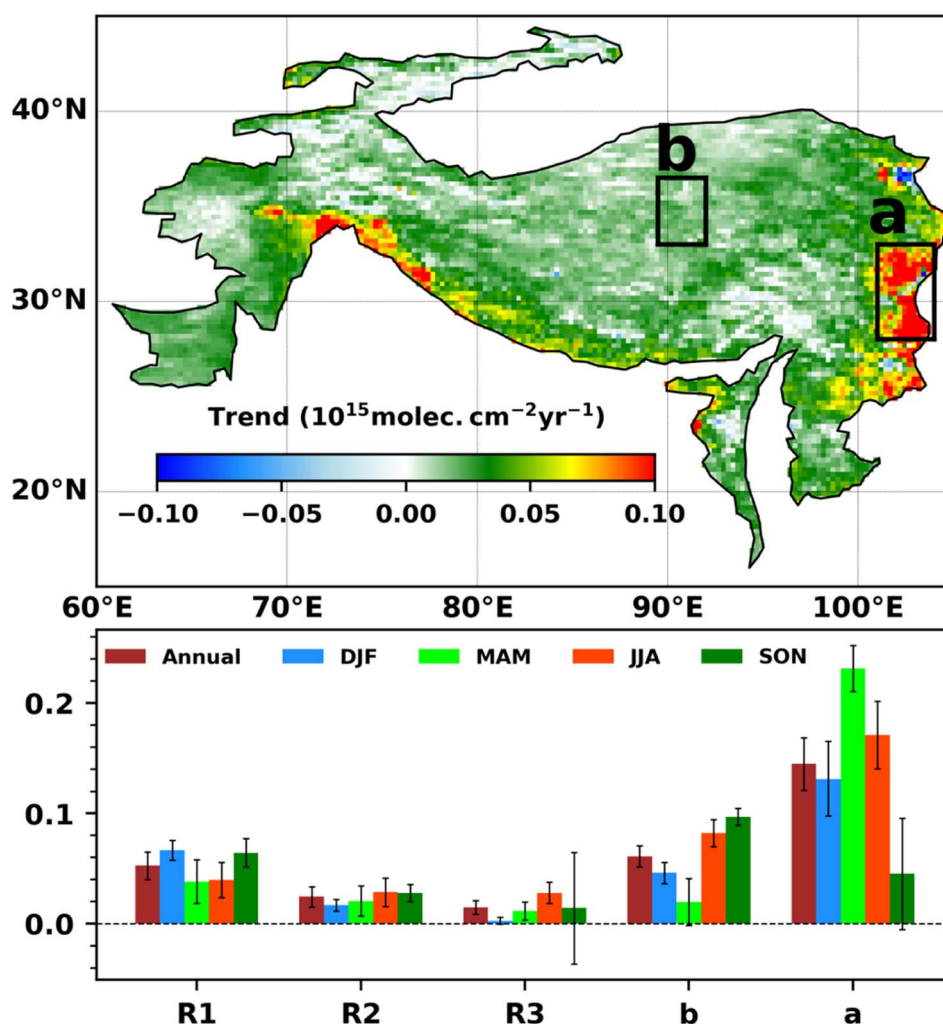 40°N
b
a
30°N
Trend (10¹⁵molec. cm⁻²yr⁻¹)
20°N
−0.10 −0.05 0.00 0.05 0.10
60°E 70°E 80°E 90°E 100°E
Annual DJF MAM JJA SON
0.2
0.1
0.0
R1 R2 R3 b a